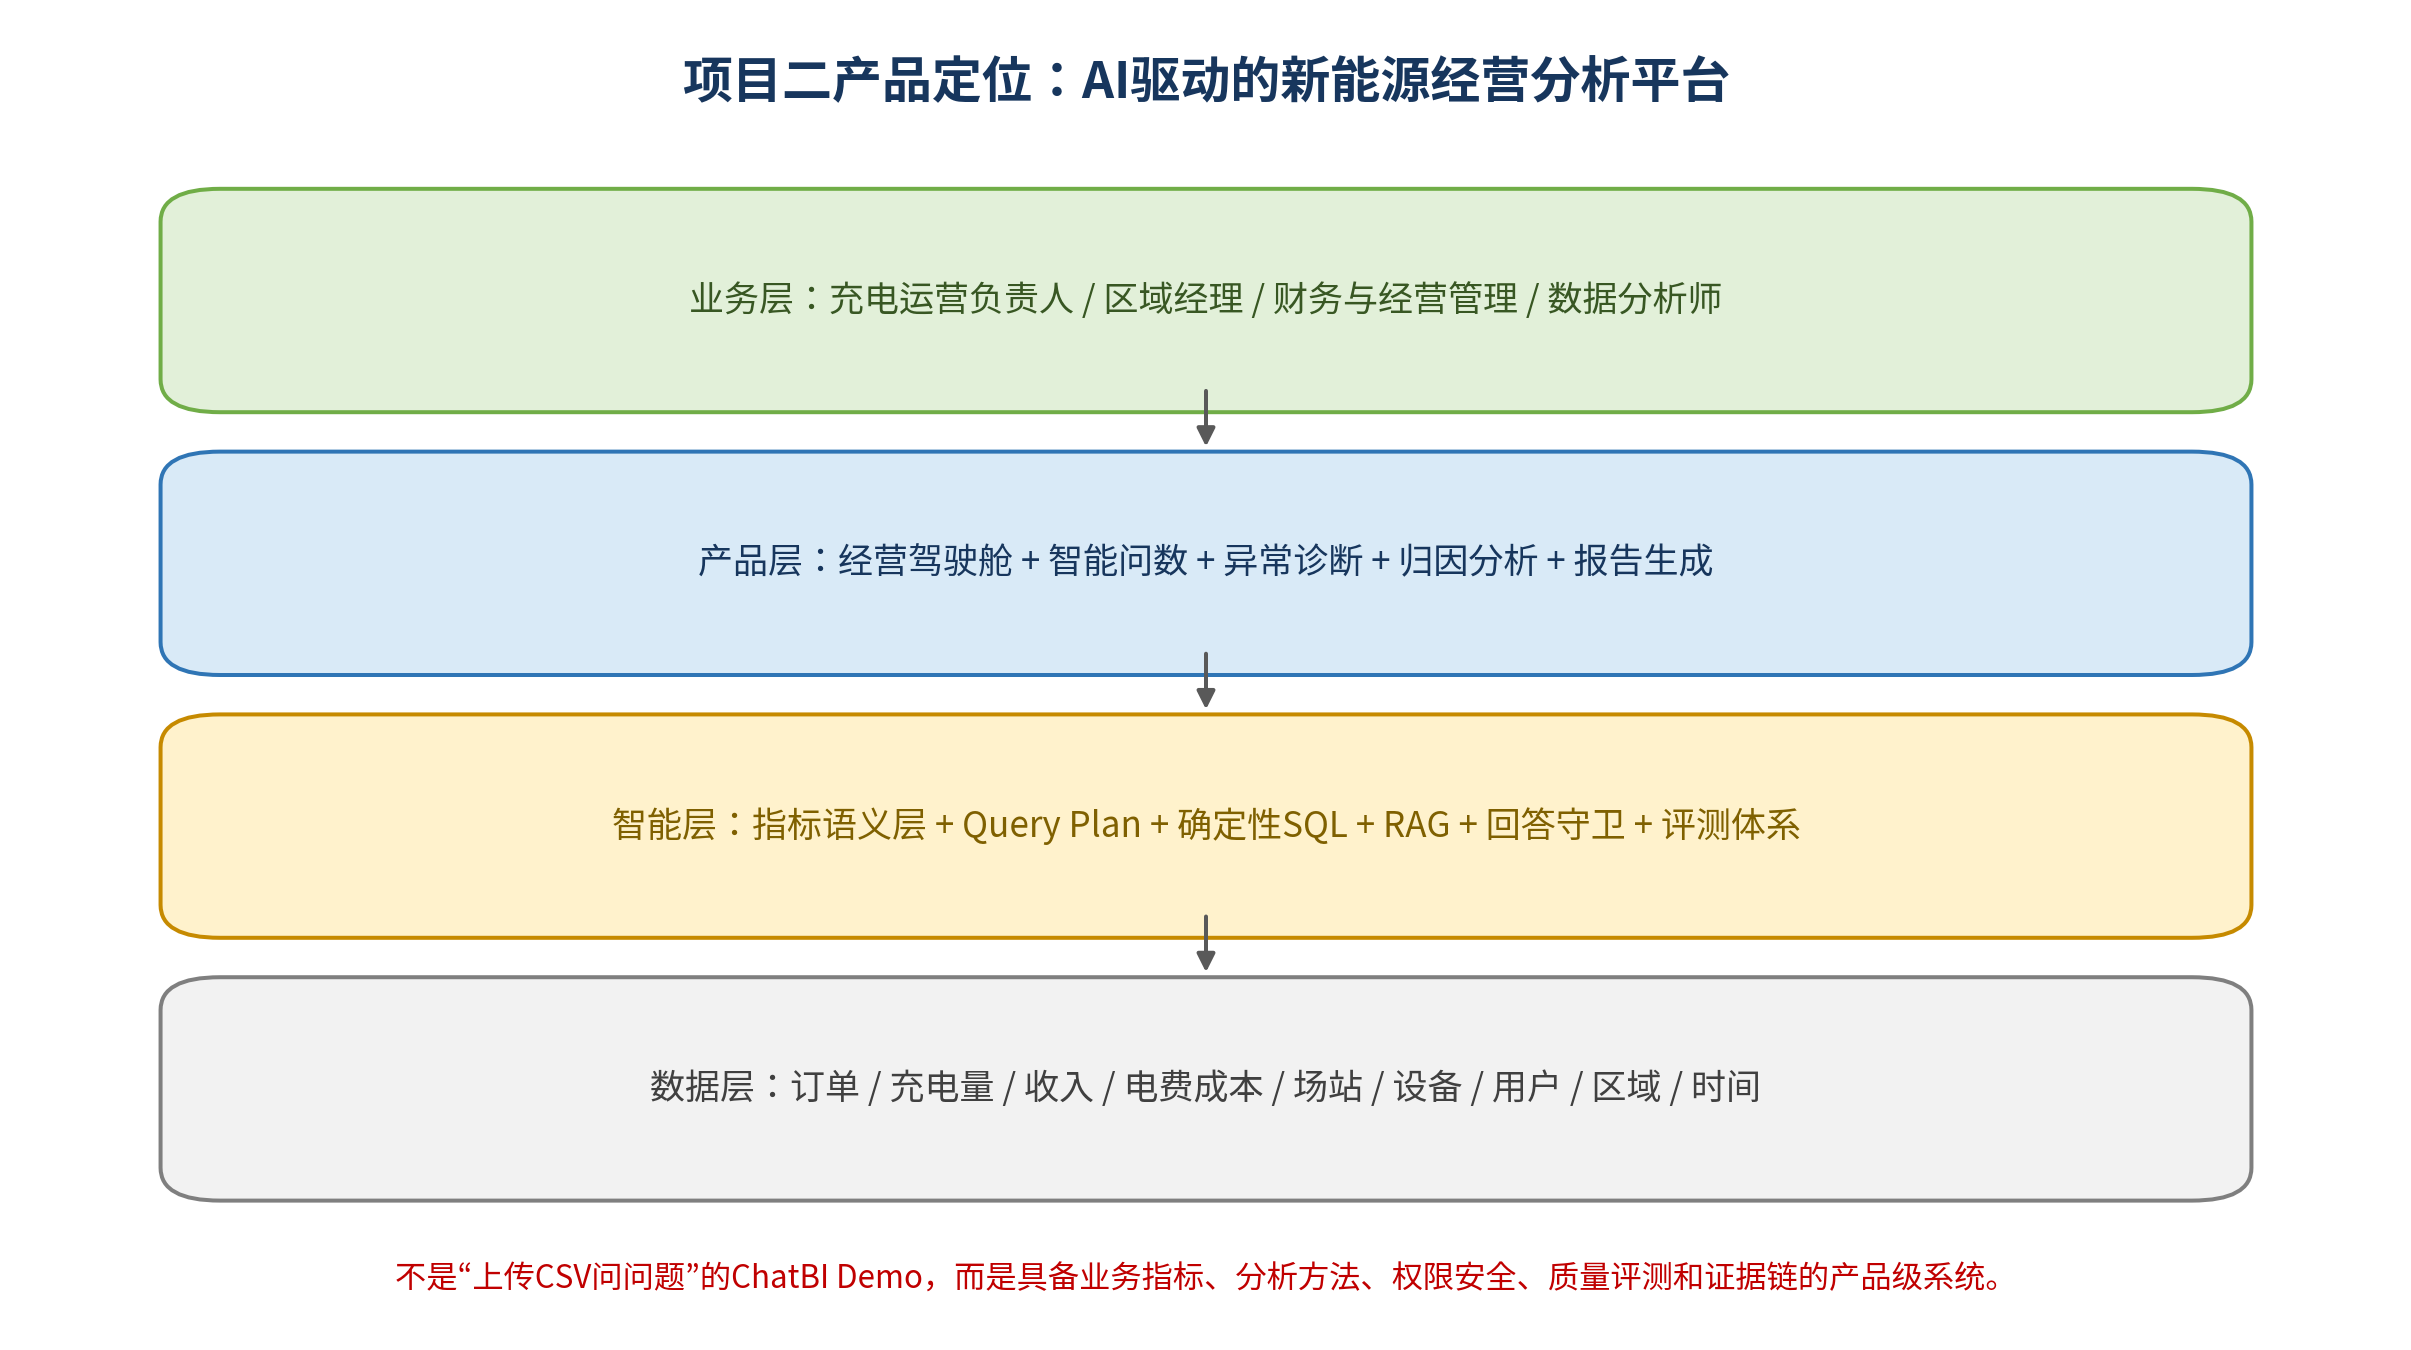 项目二产品定位：AI驱动的新能源经营分析平台
业务层：充电运营负责人 / 区域经理 / 财务与经营管理 / 数据分析师
产品层：经营驾驶舱 + 智能问数 + 异常诊断 + 归因分析 + 报告生成
智能层：指标语义层 + Query Plan + 确定性SQL + RAG + 回答守卫 + 评测体系
数据层：订单 / 充电量 / 收入 / 电费成本 / 场站 / 设备 / 用户 / 区域 / 时间
不是“上传CSV问问题”的ChatBI Demo，而是具备业务指标、分析方法、权限安全、质量评测和证据链的产品级系统。